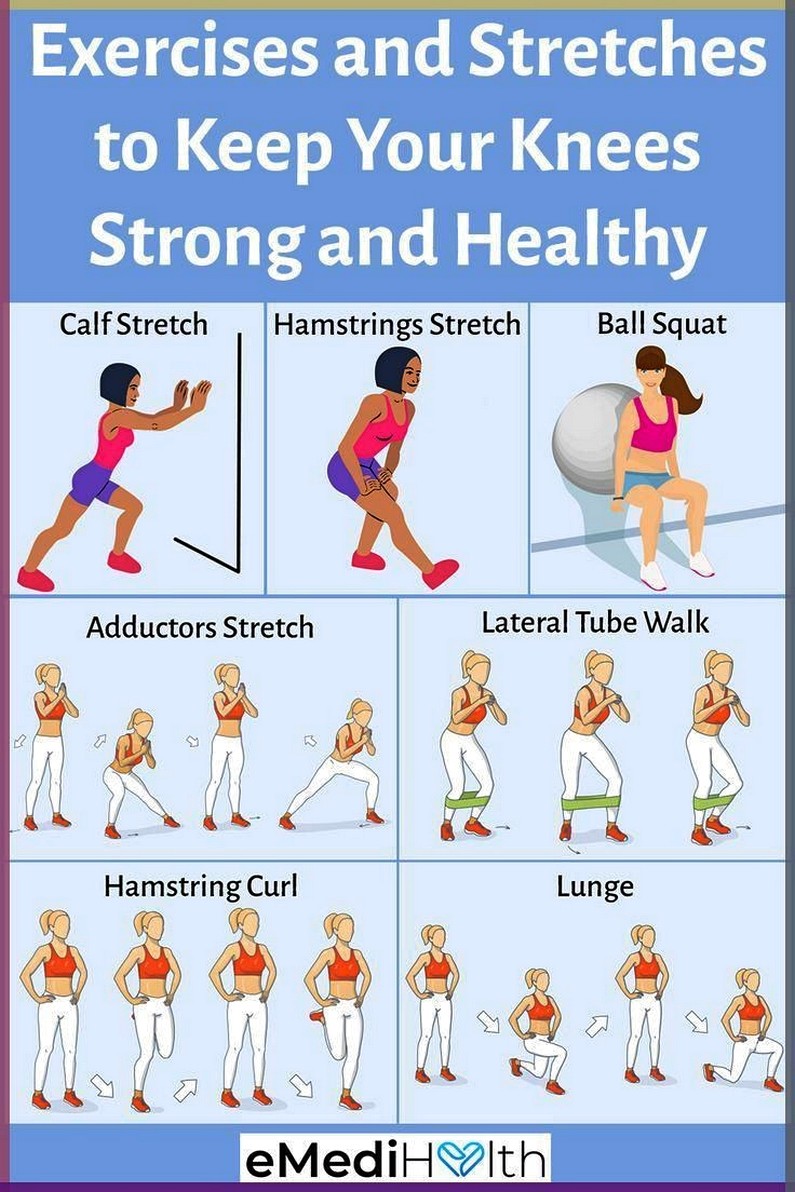 Exercises and Stretches
to Keep Your Knees
Strong and Healthy
Calf Stretch
Hamstrings Stretch
Ball Squat
Adductors Stretch
Lateral Tube Walk
Hamstring Curl
Lunge
eMediHealth